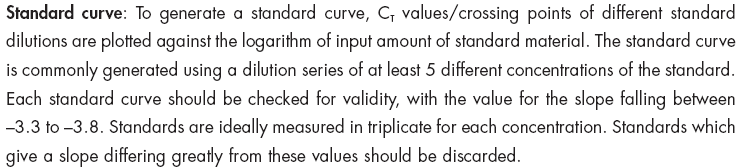 Standard curve: To generate a standard curve, CT values/crossing points of different standard
dilutions are plotted against the logarithm of input amount of standard material. The standard curve
is commonly generated using a dilution series of at least 5 different concentrations of the standard.
Each standard curve should be checked for validity, with the value for the slope falling between
–3.3 to –3.8. Standards are ideally measured in triplicate for each concentration. Standards which
give a slope differing greatly from these values should be discarded.